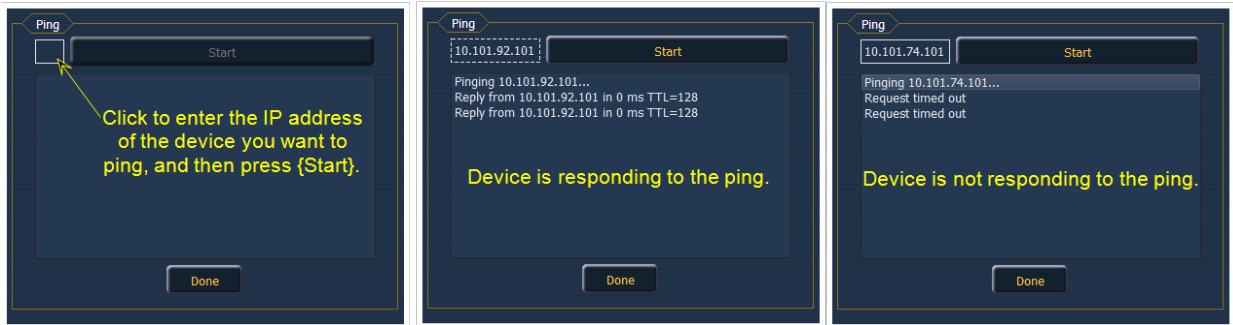 Ping
Start
Click to enter the IP address
of the device you want to
ping, and then press {Start}.
Done
Ping
10.101.92.101
Start
Pinging 10.101.92.101...
Reply from 10.101.92.101 in 0 ms TTL=128
Reply from 10.101.92.101 in 0 ms TTL=128
Device is responding to the ping.
Done
Ping
10.101.74.101
Start
Pinging 10.101.74.101...
Request timed out
Request timed out
Device is not responding to the ping.
Done